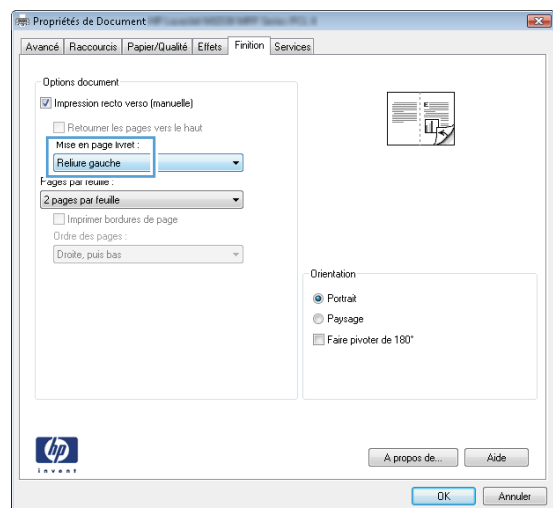 Propriétés de Document
Avancé Raccourcis Papier/Qualité Effets Finition Services
Options document
Impression recto verso (manuelle)
Retourner les pages vers le haut
Mise en page livret :
Reliure gauche
Pages par feuille :
2 pages par feuille
Imprimer bordures de page
Ordre des pages :
Droite, puis bas
Orientation
Portrait
Paysage
Faire pivoter de 180°
hp
invent
A propos de... Aide
OK Annuler